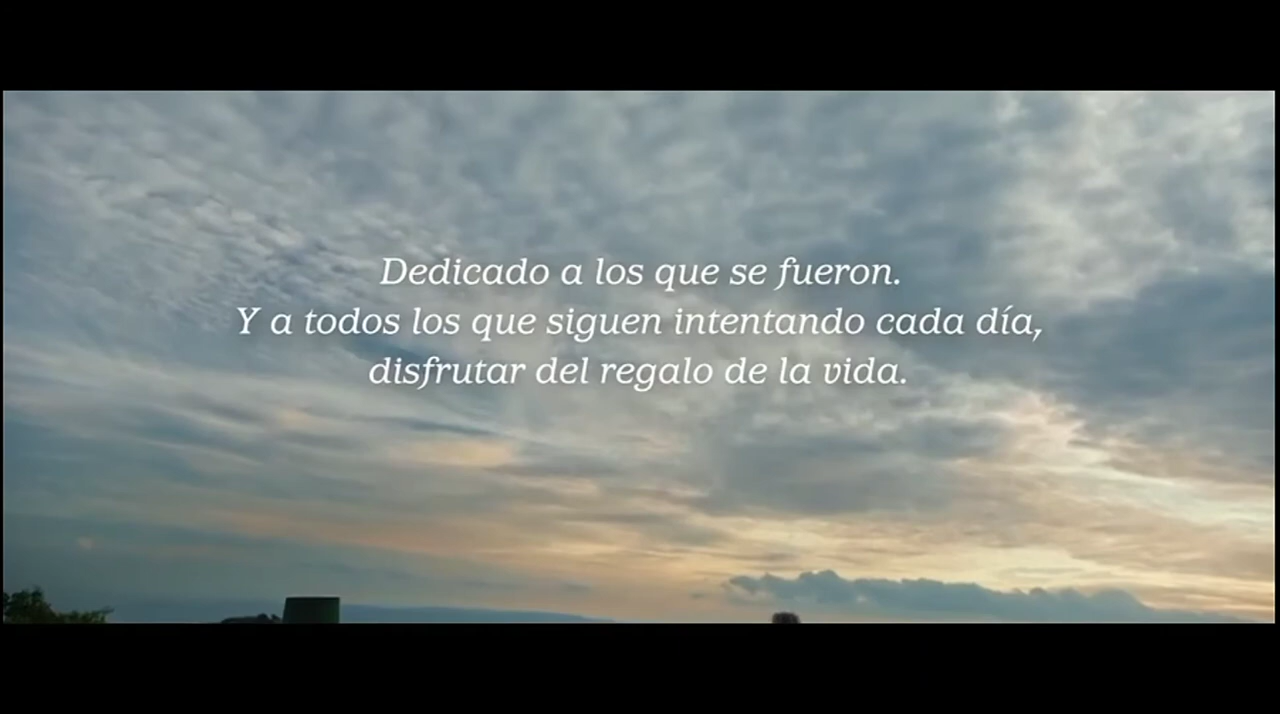 Dedicado a los que se fueron.
Y a todos los que siguen intentando cada día,
disfrutar del regalo de la vida.